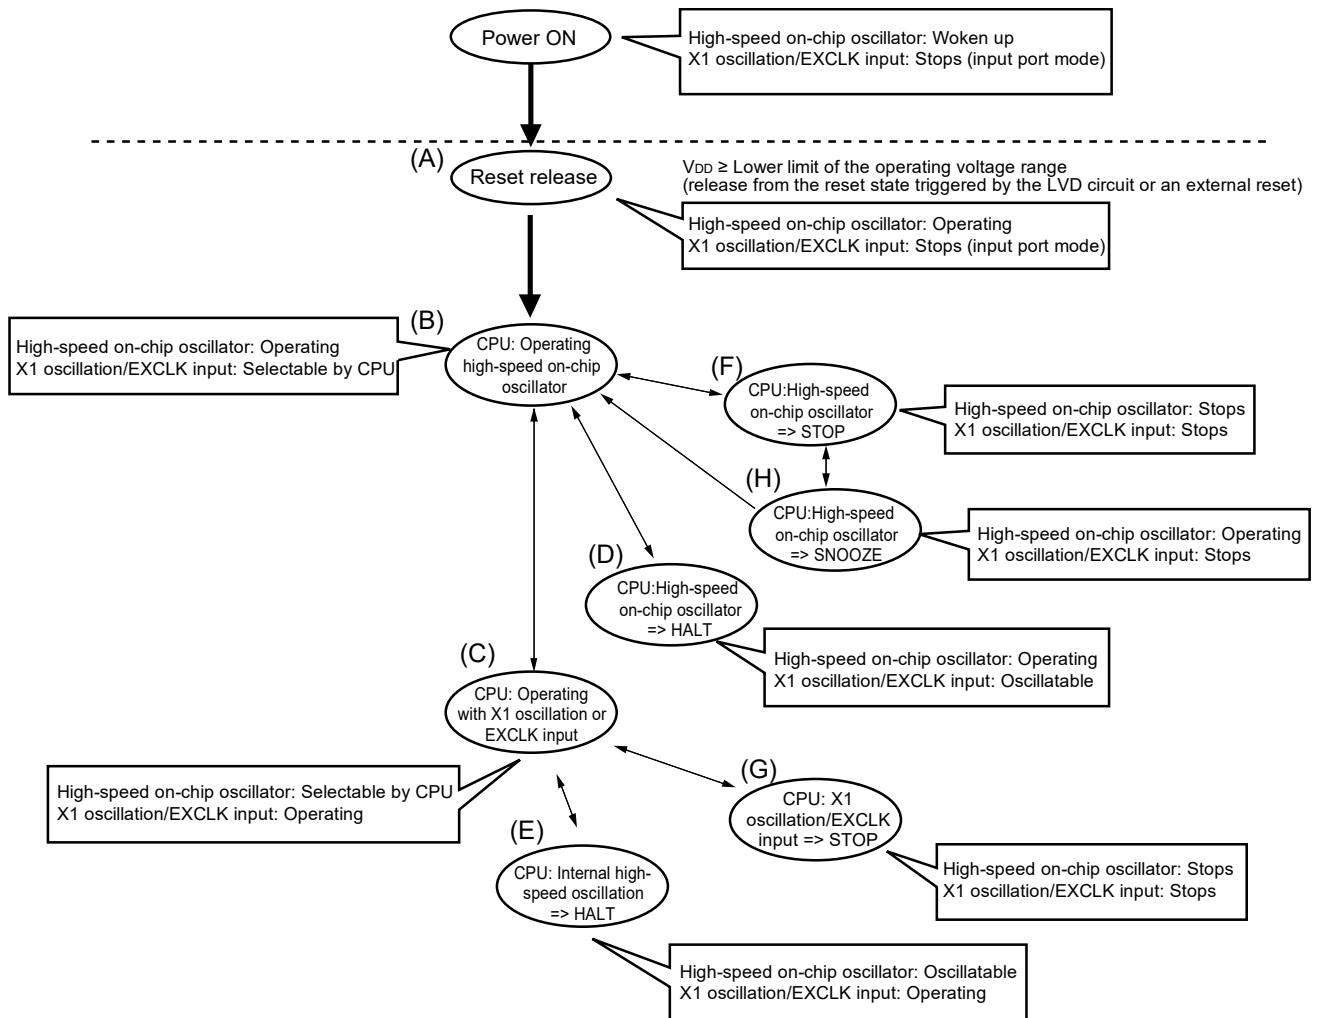 Power ON
High-speed on-chip oscillator: Woken up
X1 oscillation/EXCLK input: Stops (input port mode)
(A)
Reset release
VDD ≥ Lower limit of the operating voltage range
(release from the reset state triggered by the LVD circuit or an external reset)
High-speed on-chip oscillator: Operating
X1 oscillation/EXCLK input: Stops (input port mode)
(B)
CPU: Operating
high-speed on-chip
oscillator
High-speed on-chip oscillator: Operating
X1 oscillation/EXCLK input: Selectable by CPU
(F)
CPU:High-speed
on-chip oscillator
=> STOP
High-speed on-chip oscillator: Stops
X1 oscillation/EXCLK input: Stops
(H)
CPU:High-speed
on-chip oscillator
=> SNOOZE
High-speed on-chip oscillator: Operating
X1 oscillation/EXCLK input: Stops
(D)
CPU:High-speed
on-chip oscillator
=> HALT
High-speed on-chip oscillator: Operating
X1 oscillation/EXCLK input: Oscillatable
(C)
CPU: Operating
with X1 oscillation or
EXCLK input
High-speed on-chip oscillator: Selectable by CPU
X1 oscillation/EXCLK input: Operating
(G)
CPU: X1
oscillation/EXCLK
input => STOP
High-speed on-chip oscillator: Stops
X1 oscillation/EXCLK input: Stops
(E)
CPU: Internal high-
speed oscillation
=> HALT
High-speed on-chip oscillator: Oscillatable
X1 oscillation/EXCLK input: Operating